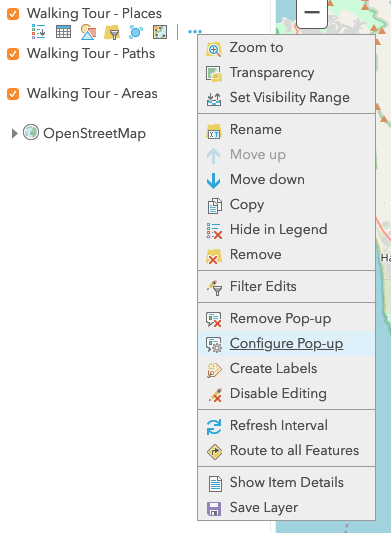 Walking Tour - Places
Walking Tour - Paths
Walking Tour - Areas
OpenStreetMap
Zoom to
Transparency
Set Visibility Range
Rename
Move up
Move down
Copy
Hide in Legend
Remove
Filter Edits
Remove Pop-up
Configure Pop-up
Create Labels
Disable Editing
Refresh Interval
Route to all Features
Show Item Details
Save Layer